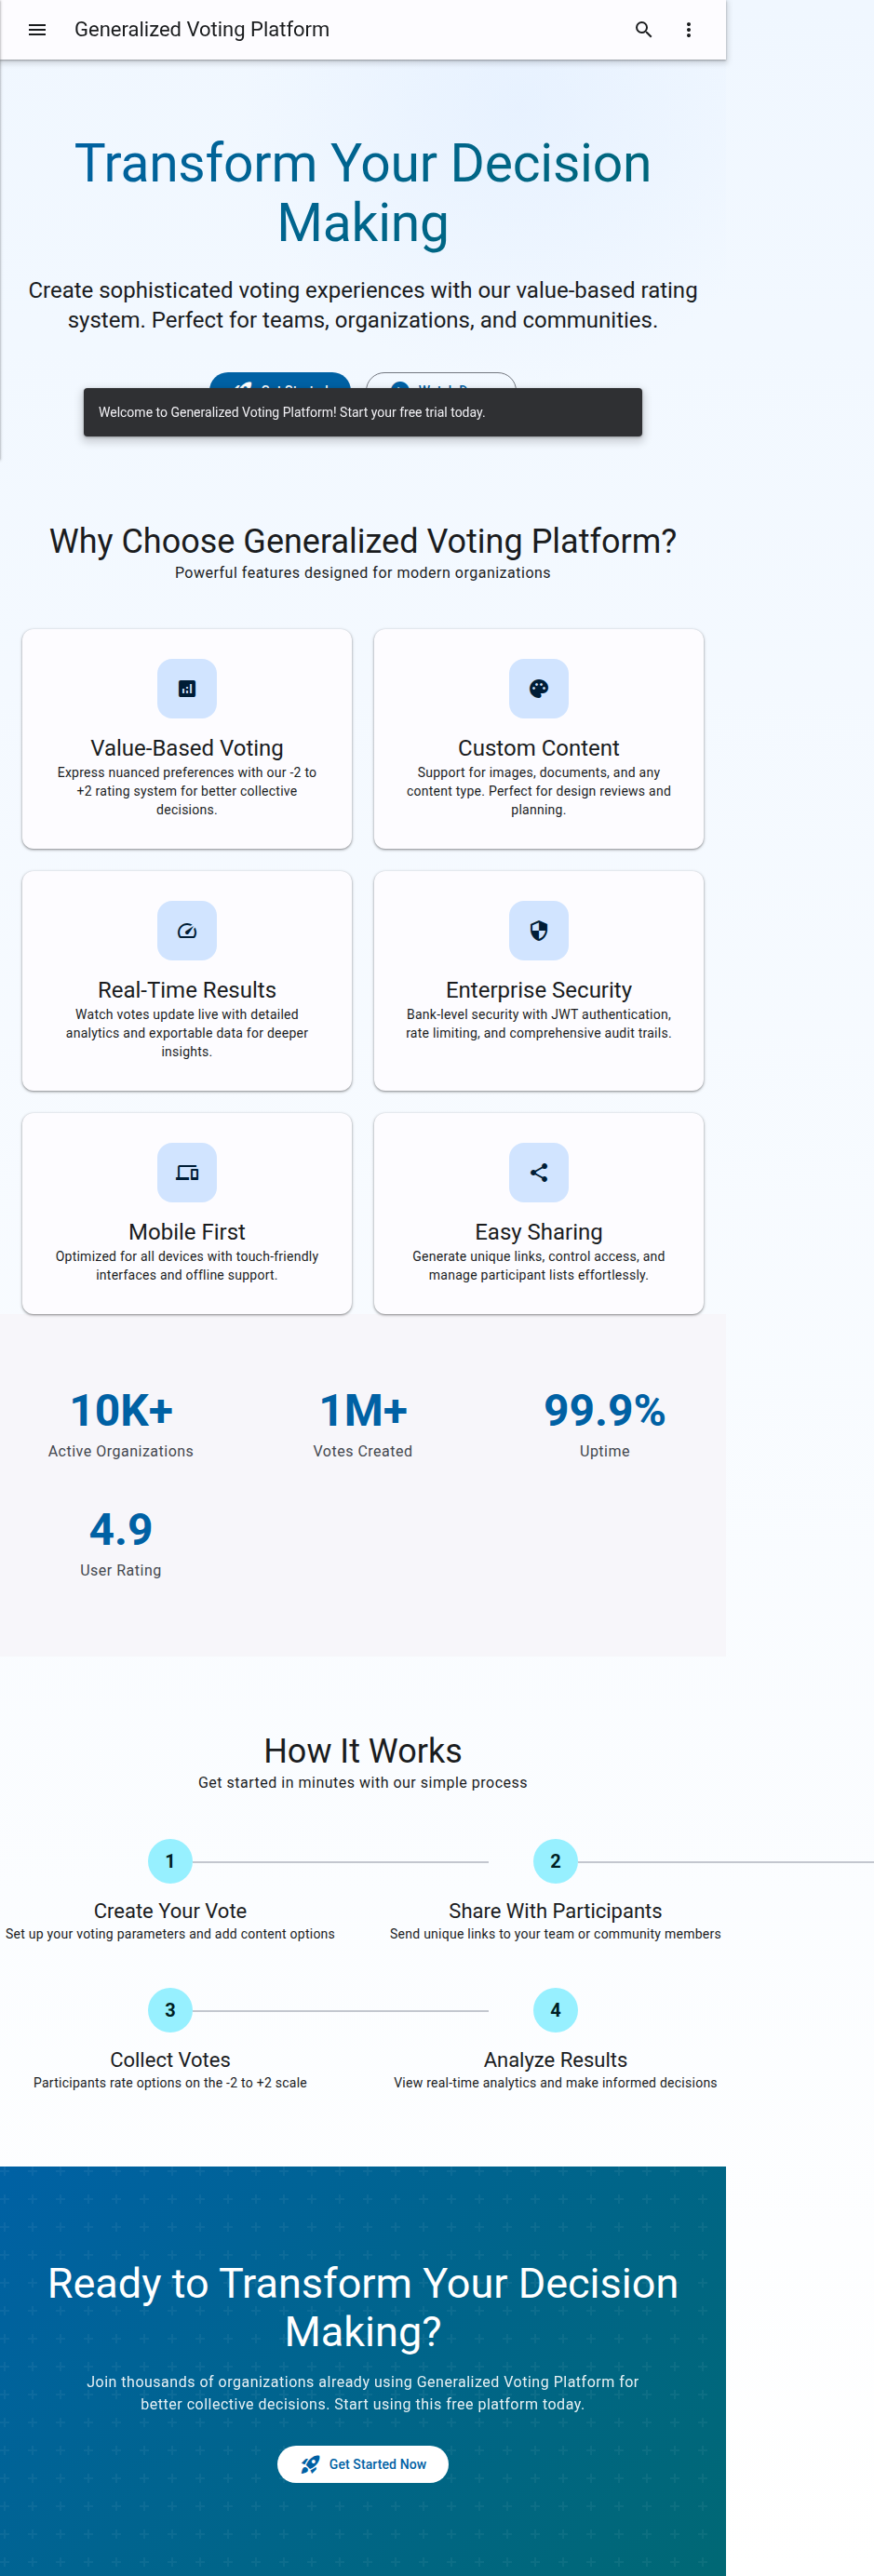 Generalized Voting Platform
Transform Your Decision
Making
Create sophisticated voting experiences with our value-based rating
system. Perfect for teams, organizations, and communities.
Welcome to Generalized Voting Platform! Start your free trial today.
Why Choose Generalized Voting Platform?
Powerful features designed for modern organizations
Value-Based Voting
Express nuanced preferences with our -2 to
+2 rating system for better collective
decisions.
Custom Content
Support for images, documents, and any
content type. Perfect for design reviews and
planning.
Real-Time Results
Watch votes update live with detailed
analytics and exportable data for deeper
insights.
Enterprise Security
Bank-level security with JWT authentication,
rate limiting, and comprehensive audit trails.
Mobile First
Optimized for all devices with touch-friendly
interfaces and offline support.
Easy Sharing
Generate unique links, control access, and
manage participant lists effortlessly.
10K+
Active Organizations
1M+
Votes Created
99.9%
Uptime
4.9
User Rating
How It Works
Get started in minutes with our simple process
1
Create Your Vote
Set up your voting parameters and add content options
2
Share With Participants
Send unique links to your team or community members
3
Collect Votes
Participants rate options on the -2 to +2 scale
4
Analyze Results
View real-time analytics and make informed decisions
Ready to Transform Your Decision
Making?
Join thousands of organizations already using Generalized Voting Platform for
better collective decisions. Start using this free platform today.
Get Started Now